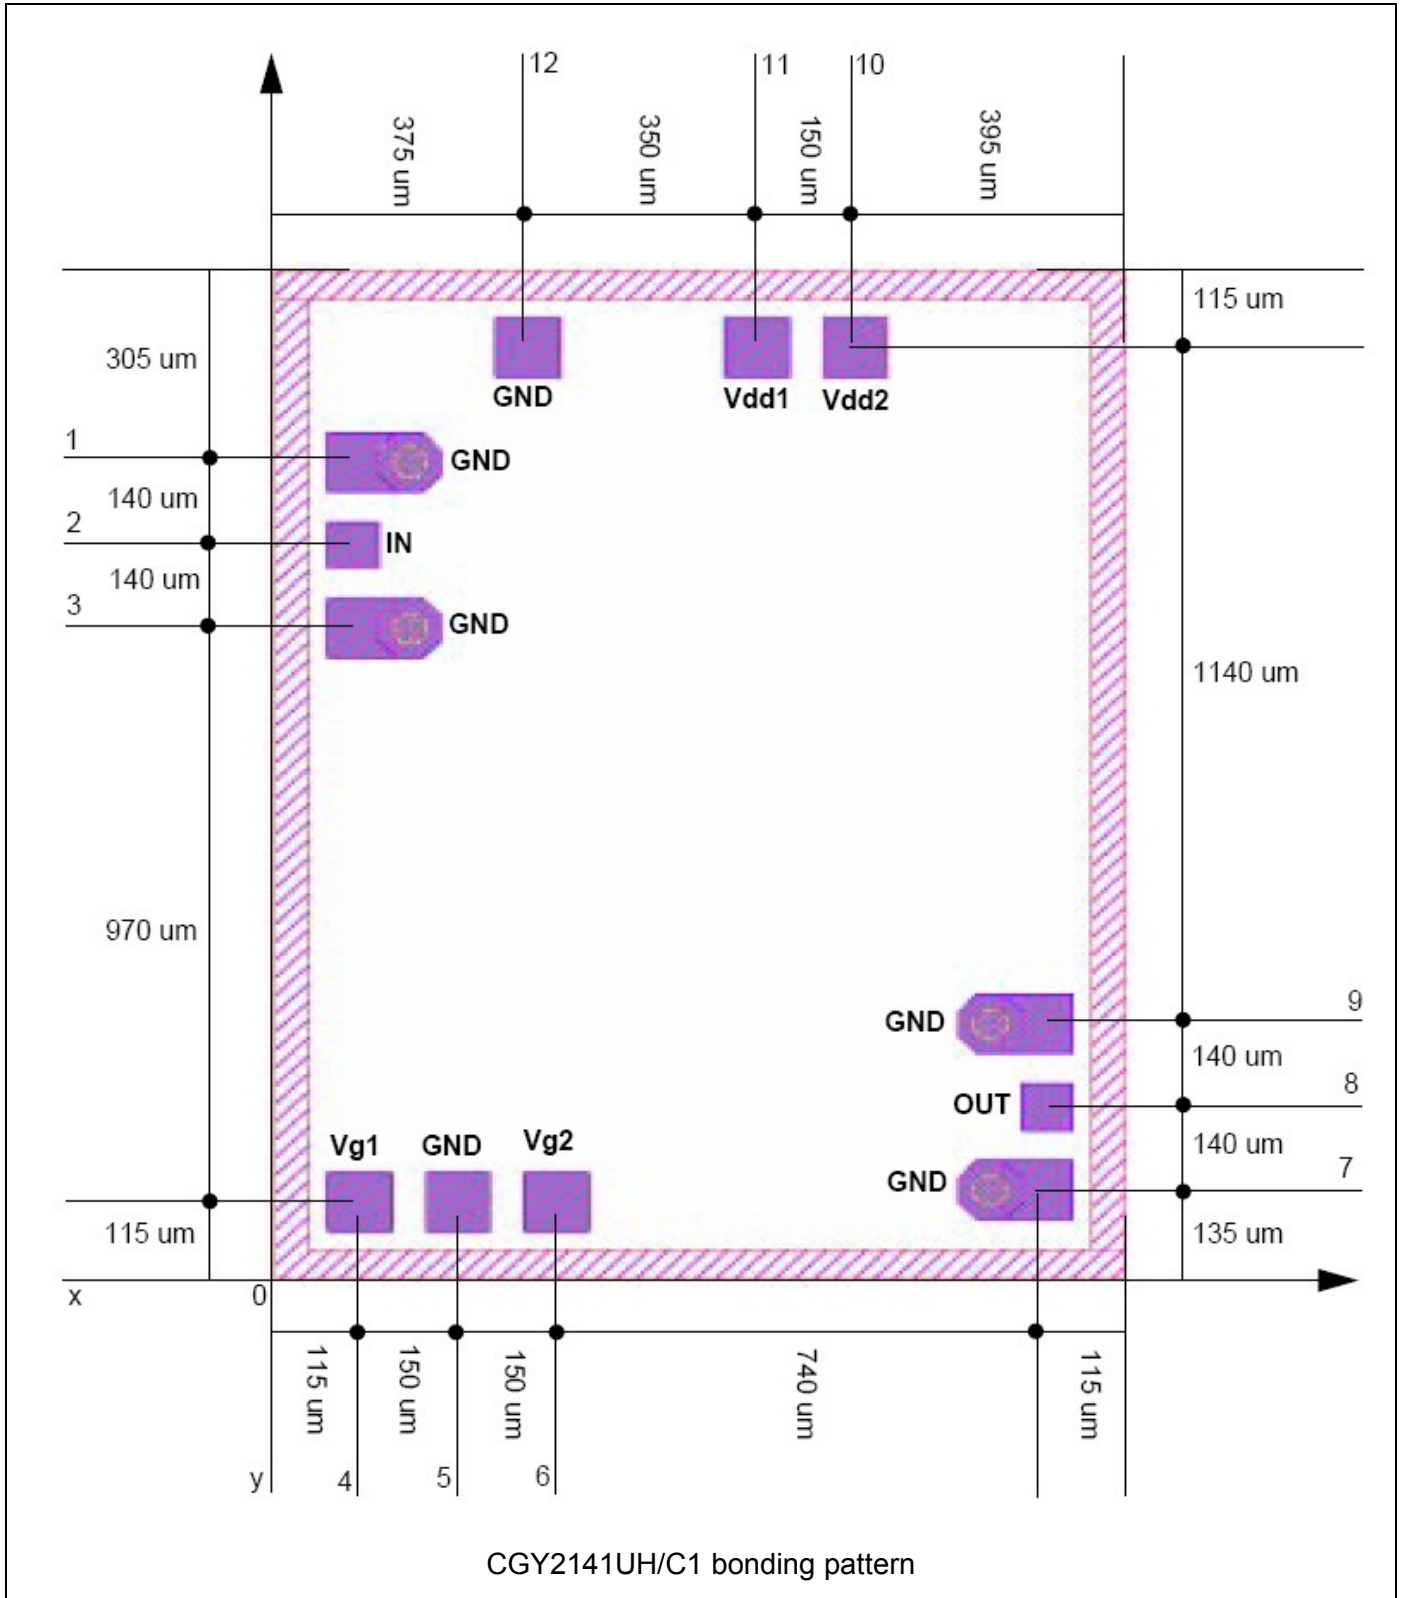 12
11
10
375 um
350 um
150 um
395 um
115 um
305 um
GND
Vdd1
Vdd2
1
GND
140 um
2
IN
140 um
3
GND
1140 um
970 um
9
GND
140 um
8
OUT
140 um
7
GND
135 um
Vg1
GND
Vg2
115 um
x
0
115 um
150 um
150 um
740 um
115 um
y
4
5
6
CGY2141UH/C1 bonding pattern